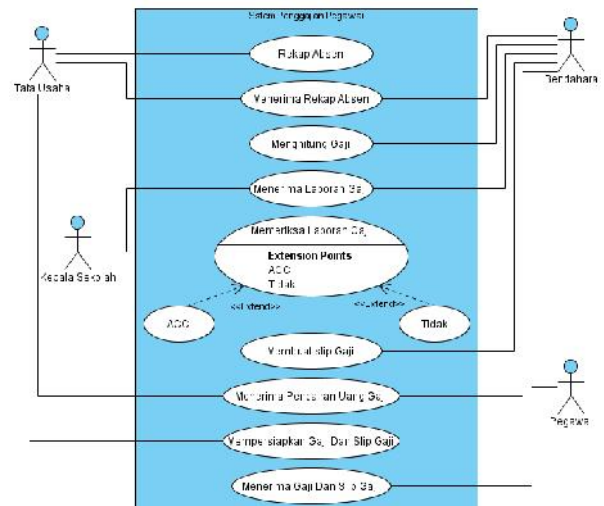 Sistem Penggajian Pegawai
Rekap Absen
Tata Usaha
Bendahara
Menerima Rekap Absen
Menghitung Gaji
Menerima Laporan Gaji
Memeriksa Laporan Gaji
Extension Points
ACC
Tidak
Kepala Sekolah
<<Extend>>
<<Extend>>
ACC
Tidak
Membuat slip Gaji
Menerima Uang Gaji
Pegawai
Mempersiapkan Gaji Dan Slip Gaji
Menerima Gaji Dan Slip Gaji